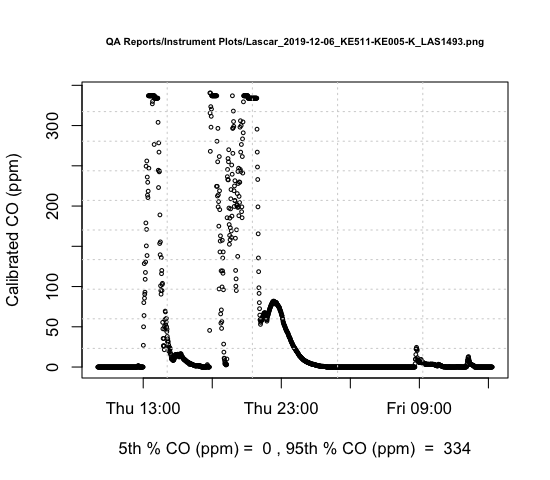 QA Reports/Instrument Plots/Lascar_2019-12-06_KE511-KE005-K_LAS1493.png
Calibrated CO (ppm)
300
200
100
50
0
Thu 13:00 Thu 23:00 Fri 09:00
5th % CO (ppm) = 0 , 95th % CO (ppm) = 334